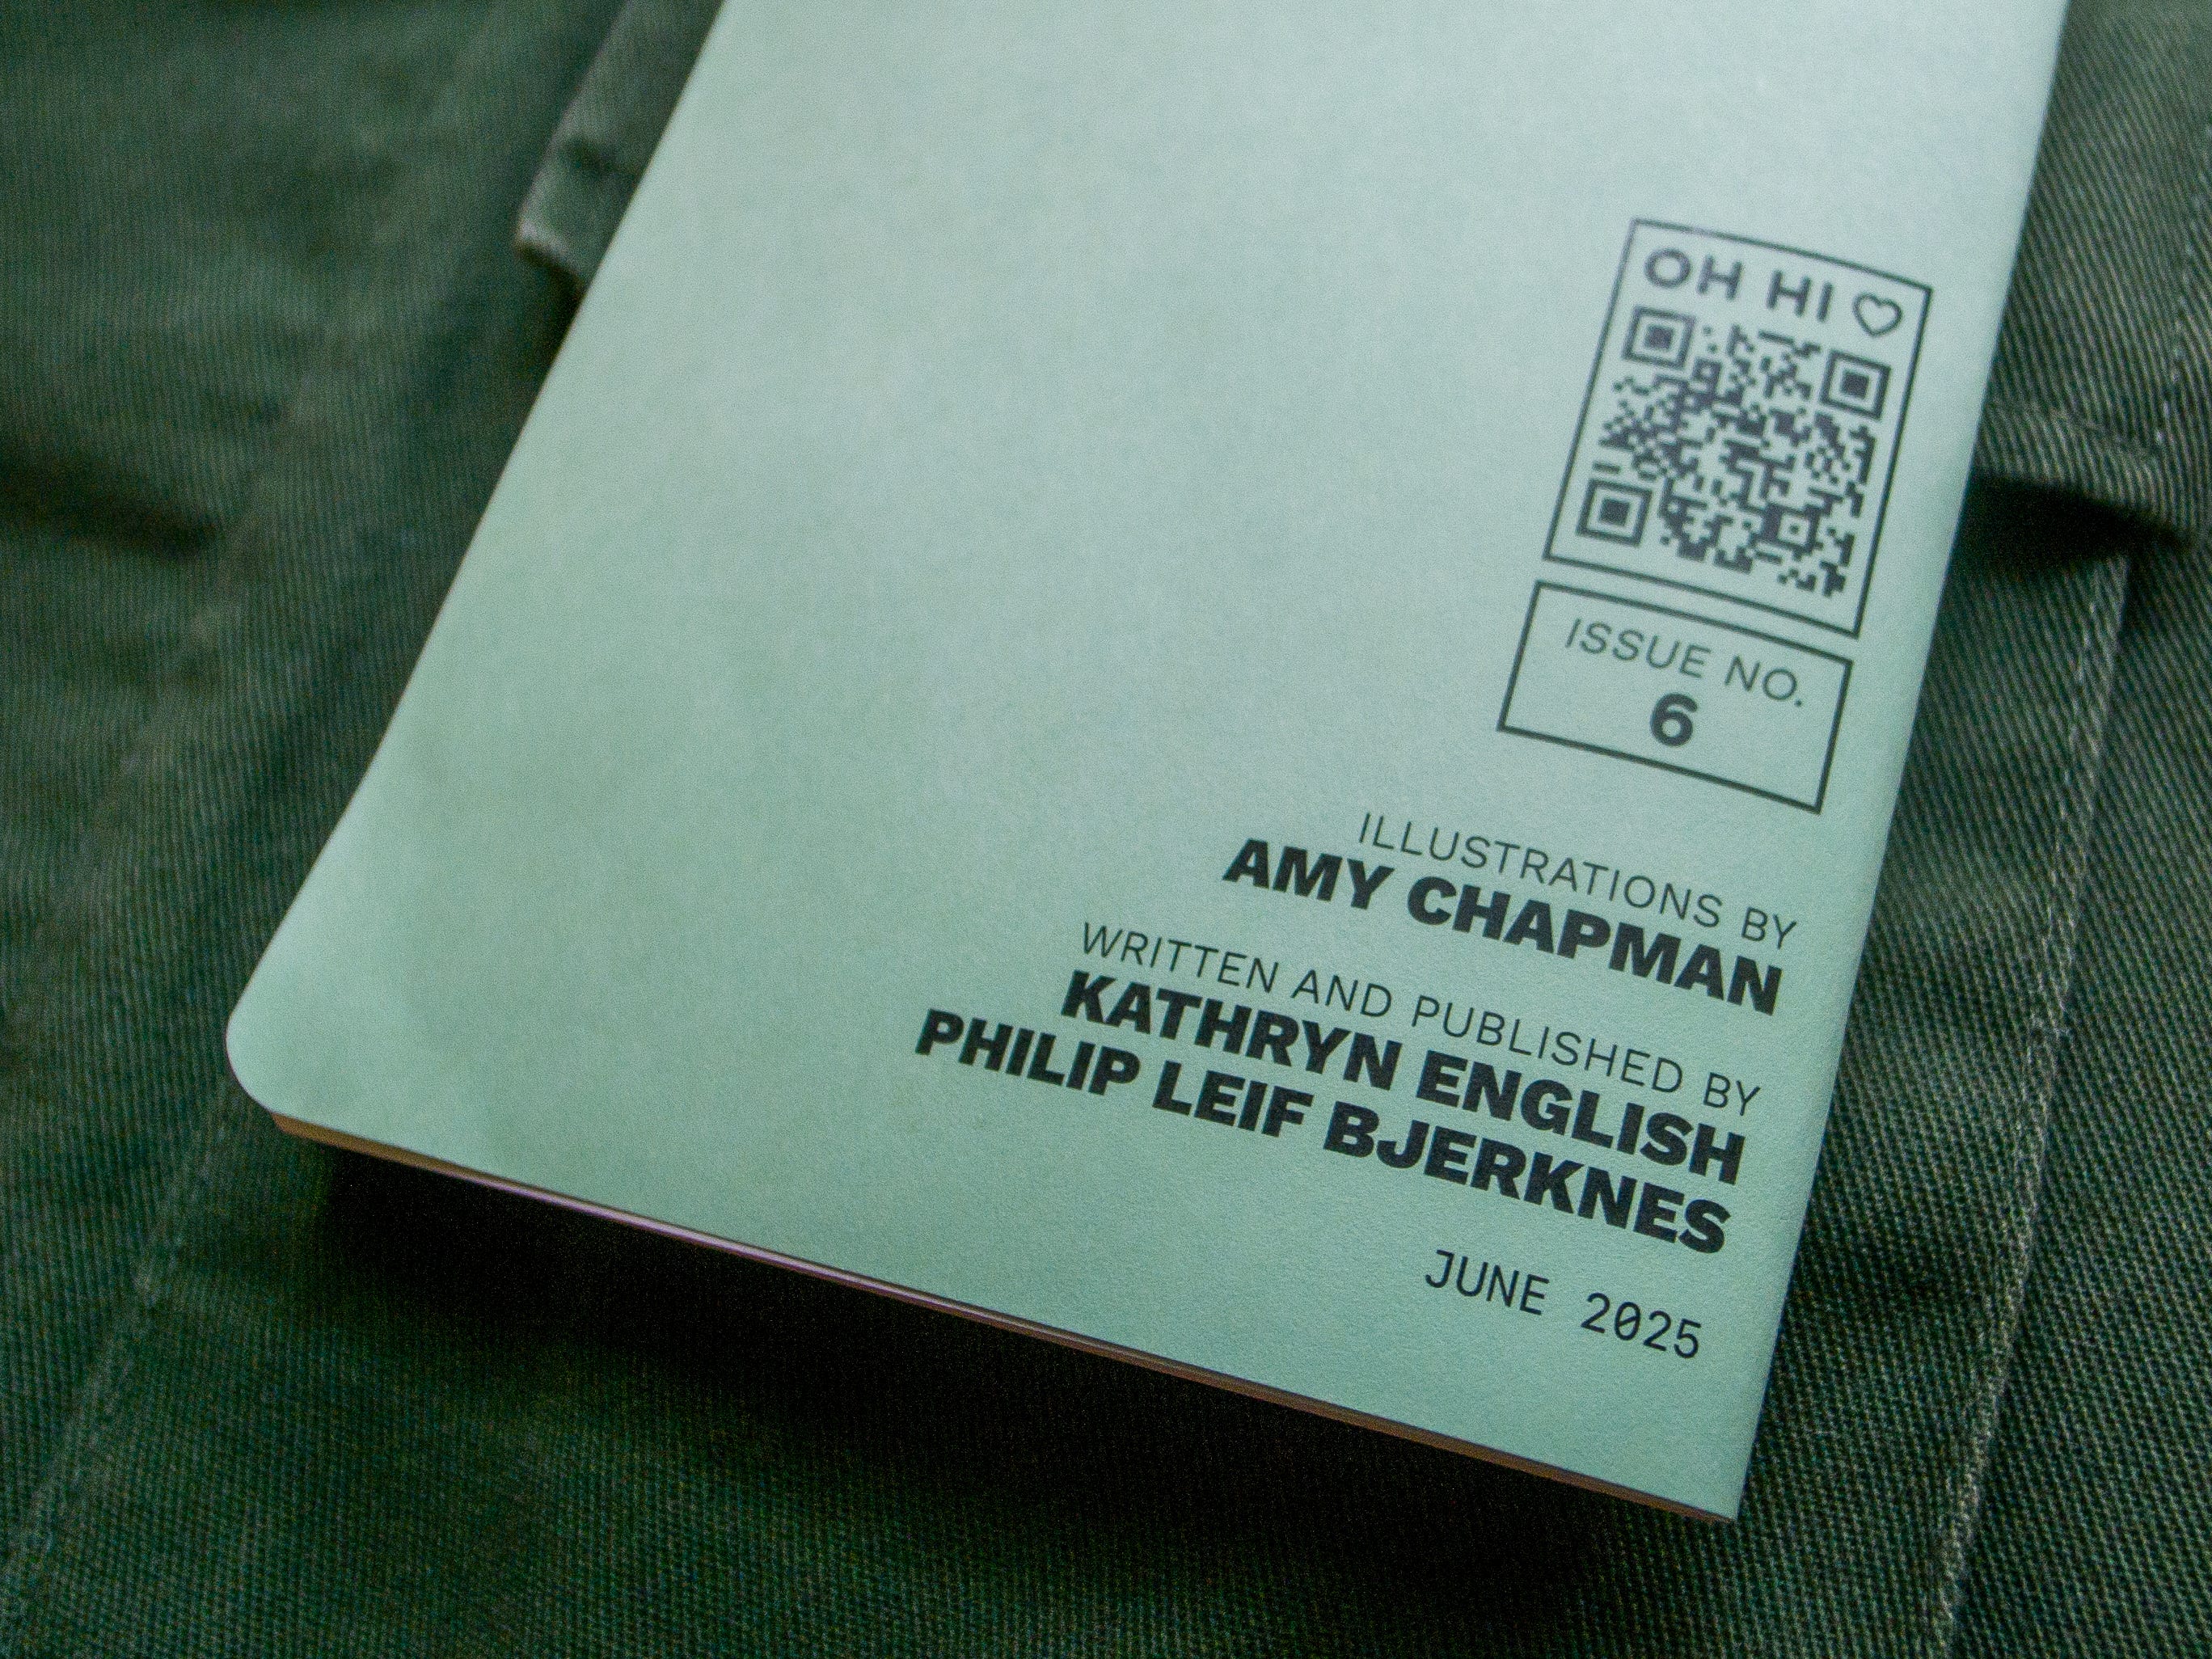 OH HI ♡
ISSUE NO.
6
ILLUSTRATIONS BY
AMY CHAPMAN
WRITTEN AND PUBLISHED BY
KATHRYN ENGLISH
PHILIP LEIF BJERKNES
JUNE 2025